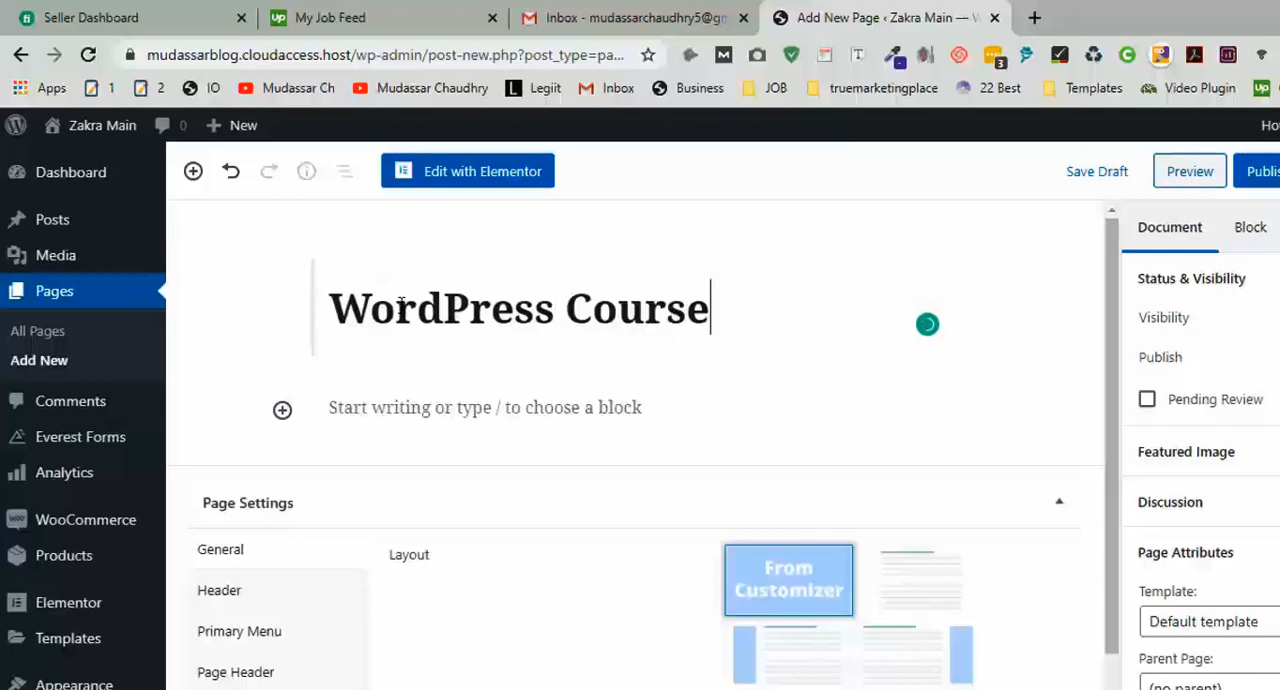 Seller Dashboard
My Job Feed
Inbox - mudassarchaudhry5@gm
Add New Page ‹ Zakra Main —
mudassarblog.cloudaccess.host/wp-admin/post-new.php?post_type=pa...
3
Apps 1 2 IO Mudassar Ch Mudassar Chaudhry Legiit Inbox Business JOB truemarketingplace 22 Best Templates Video Plugin
Zakra Main 0 New
Dashboard
Posts
Media
Pages
All Pages
Add New
Comments
Everest Forms
Analytics
WooCommerce
Products
Elementor
Templates
Appearance
Edit with Elementor
Save Draft
Preview
Publis
WordPress Course
Start writing or type / to choose a block
Page Settings
General
Header
Primary Menu
Page Header
Layout
From
Customizer
Document Block
Status & Visibility
Visibility
Publish
Pending Review
Featured Image
Discussion
Page Attributes
Template:
Default template
Parent Page:
(no parent)